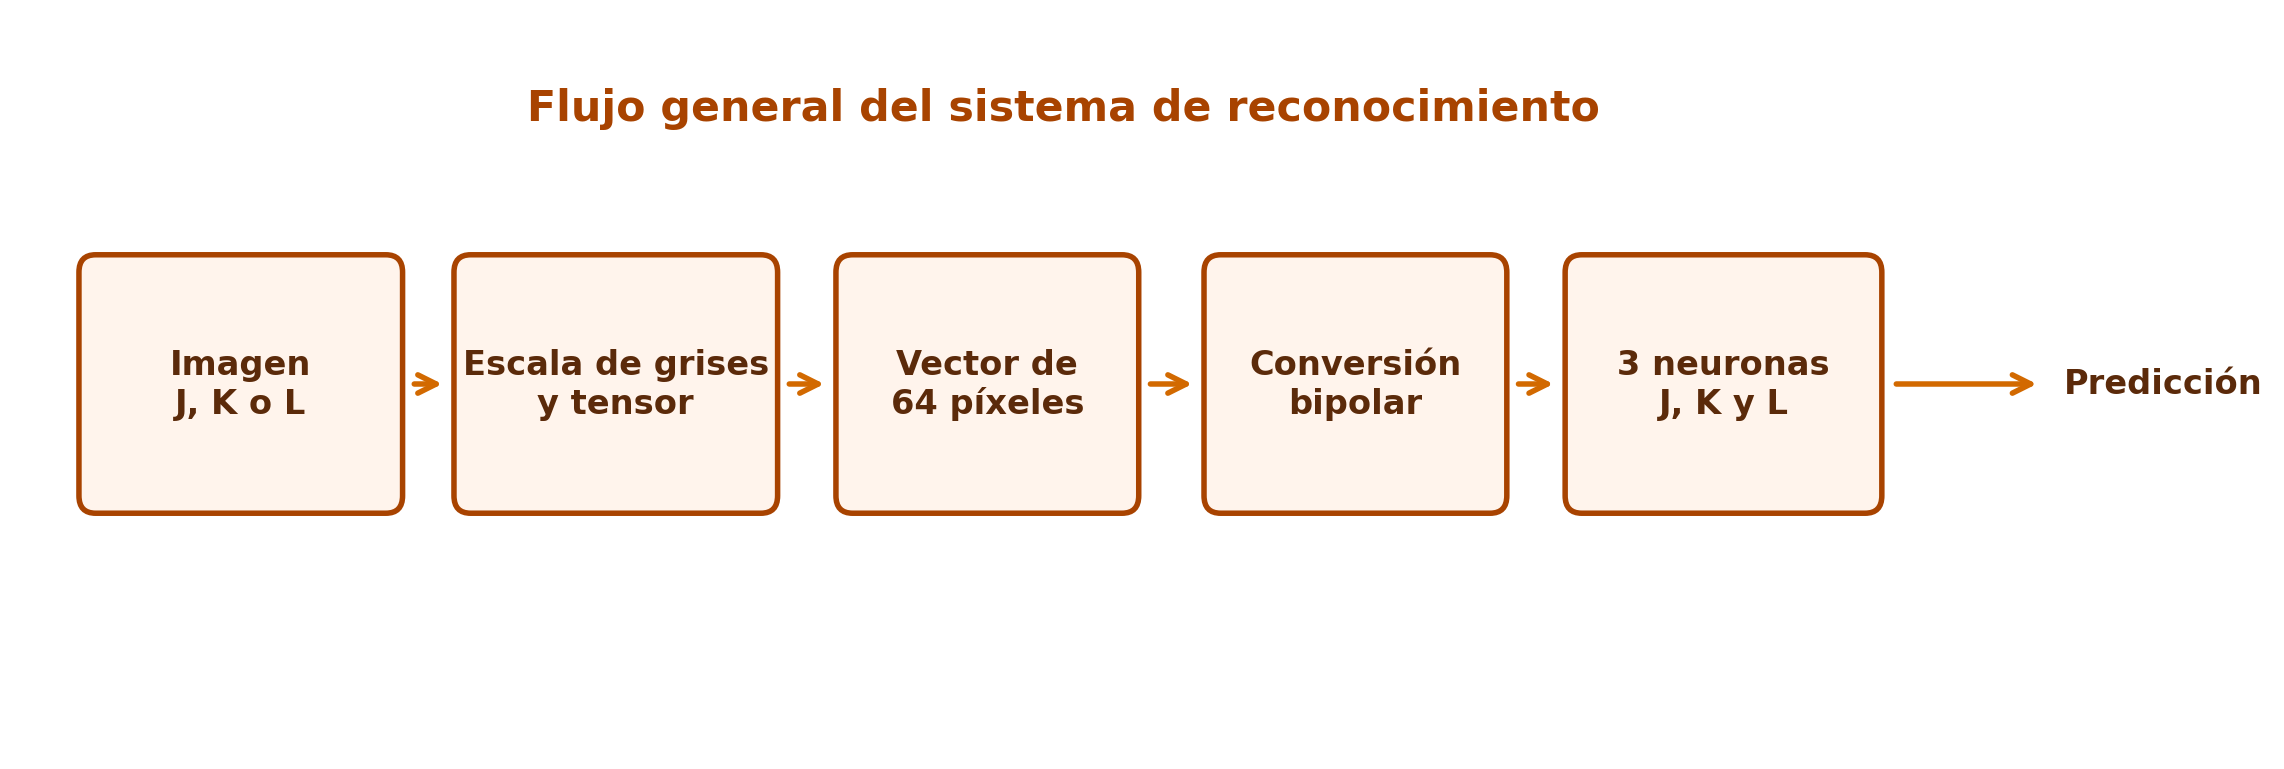 Flujo general del sistema de reconocimiento
Imagen
J, K o L
Escala de grises
y tensor
Vector de
64 píxeles
Conversión
bipolar
3 neuronas
J, K y L
Predicción